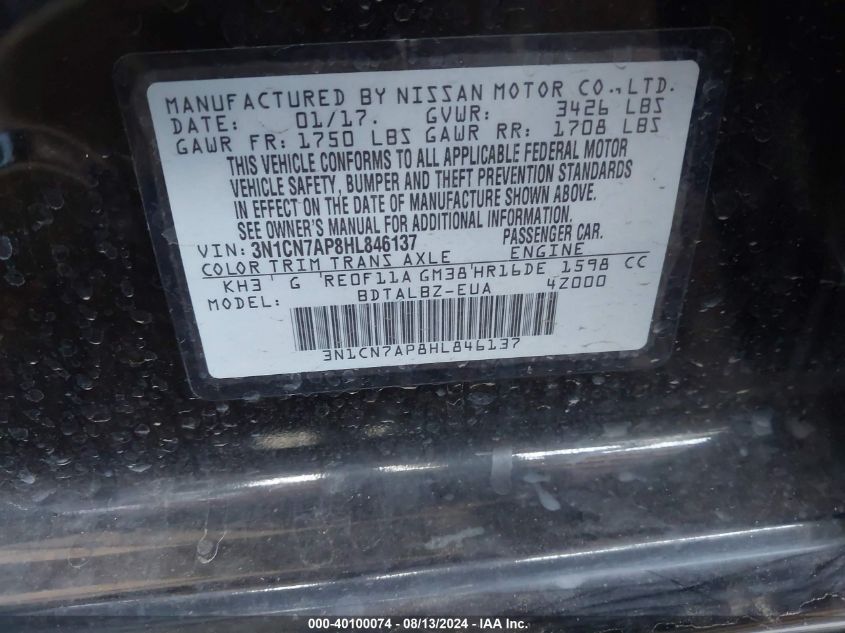 MANUFACTURED BY NISSAN MOTOR CO.,LTD.
DATE: 01/17. GVWR: 3426 LBS
GAWR FR: 1750 LBS GAWR RR: 1708 LBS
THIS VEHICLE CONFORMS TO ALL APPLICABLE FEDERAL MOTOR
VEHICLE SAFETY, BUMPER AND THEFT PREVENTION STANDARDS
IN EFFECT ON THE DATE OF MANUFACTURE SHOWN ABOVE.
SEE OWNER'S MANUAL FOR ADDITIONAL INFORMATION.
VIN: 3N1CN7AP8HL846137 PASSENGER CAR.
COLOR TRIM TRANS AXLE ENGINE
KH3 G RE0F11A GM38 HR16DE 1598 CC
MODEL: BDTALBZ-EUA 4Z000
3N1CN7AP8HL846137
000-40100074 - 08/13/2024 - IAA Inc.